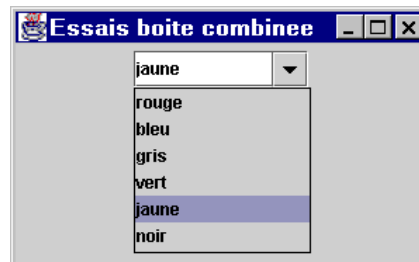 Essais boite combinee
jaune
rouge
bleu
gris
vert
jaune
noir